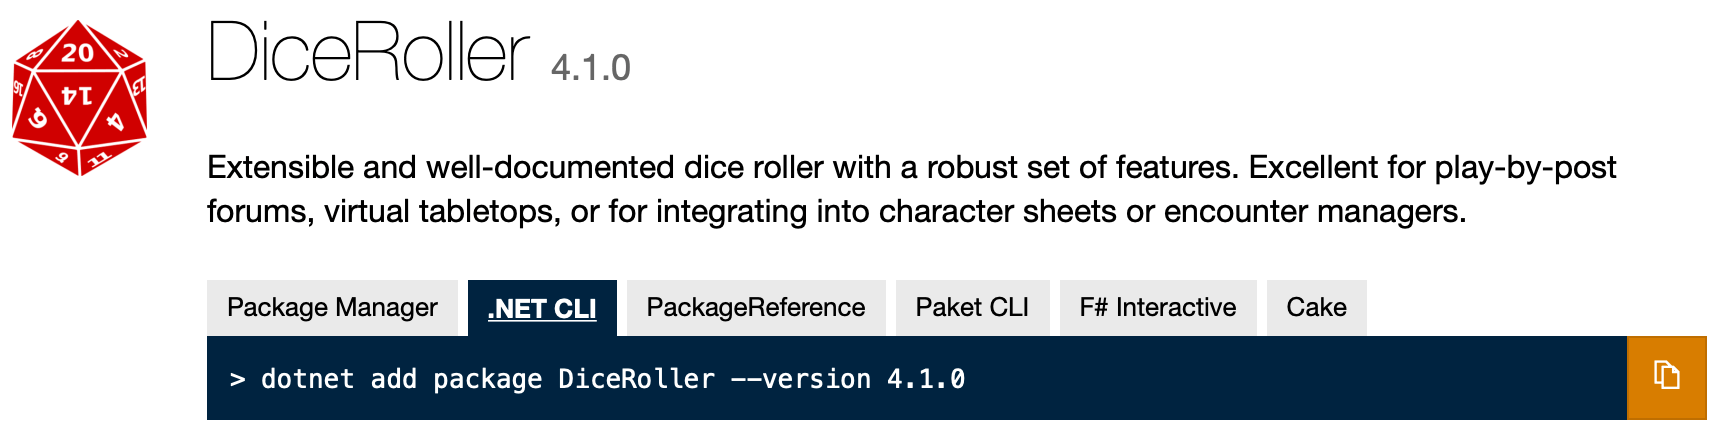 20
8
2
16
14
13
9.
4
5
11
DiceRoller 4.1.0
Extensible and well-documented dice roller with a robust set of features. Excellent for play-by-post
forums, virtual tabletops, or for integrating into character sheets or encounter managers.
Package Manager .NET CLI PackageReference Paket CLI F# Interactive Cake
> dotnet add package DiceRoller --version 4.1.0